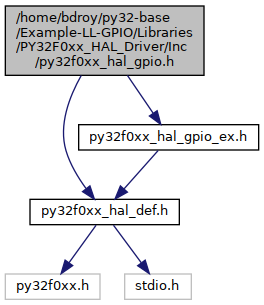 /home/bdroy/py32-base
/Example-LL-GPIO/Libraries
/PY32F0xx_HAL_Driver/Inc
/py32f0xx_hal_gpio.h
py32f0xx_hal_gpio_ex.h
py32f0xx_hal_def.h
py32f0xx.h
stdio.h